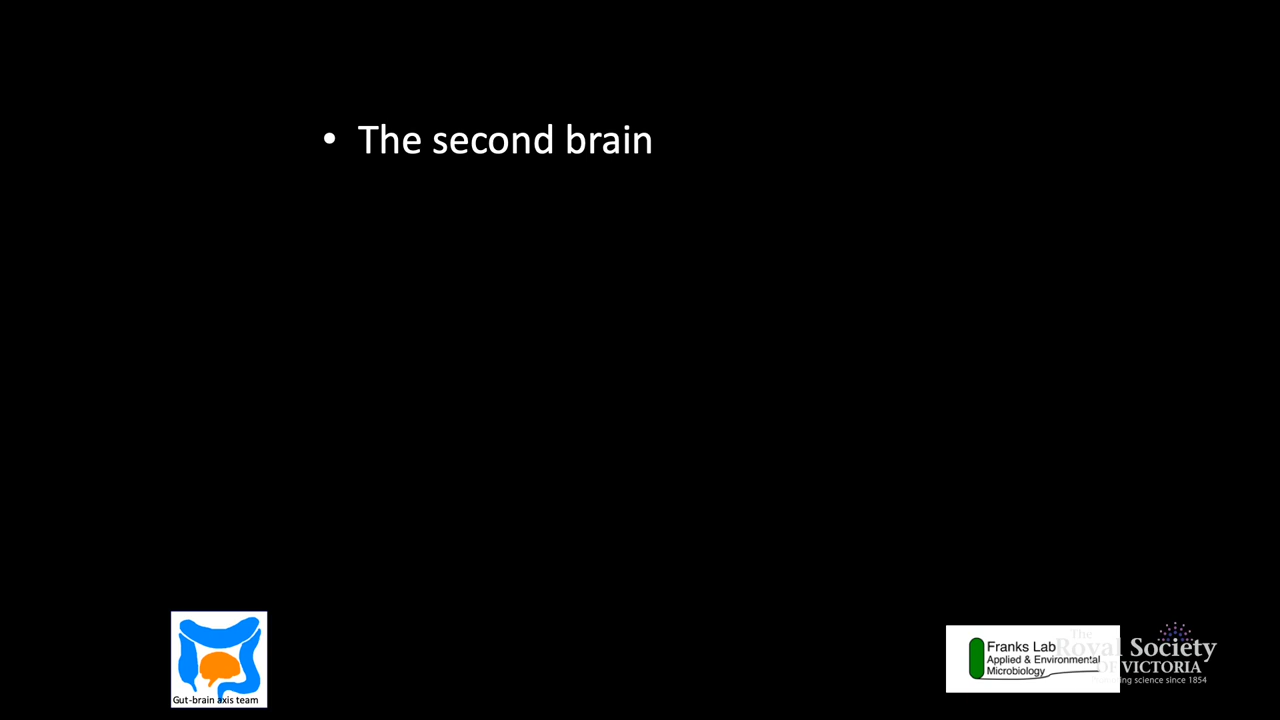 • The second brain
Gut-brain axis team
Franks Lab
Applied & Environmental
Microbiology
The
Royal Society
OF VICTORIA
Promoting science since 1854